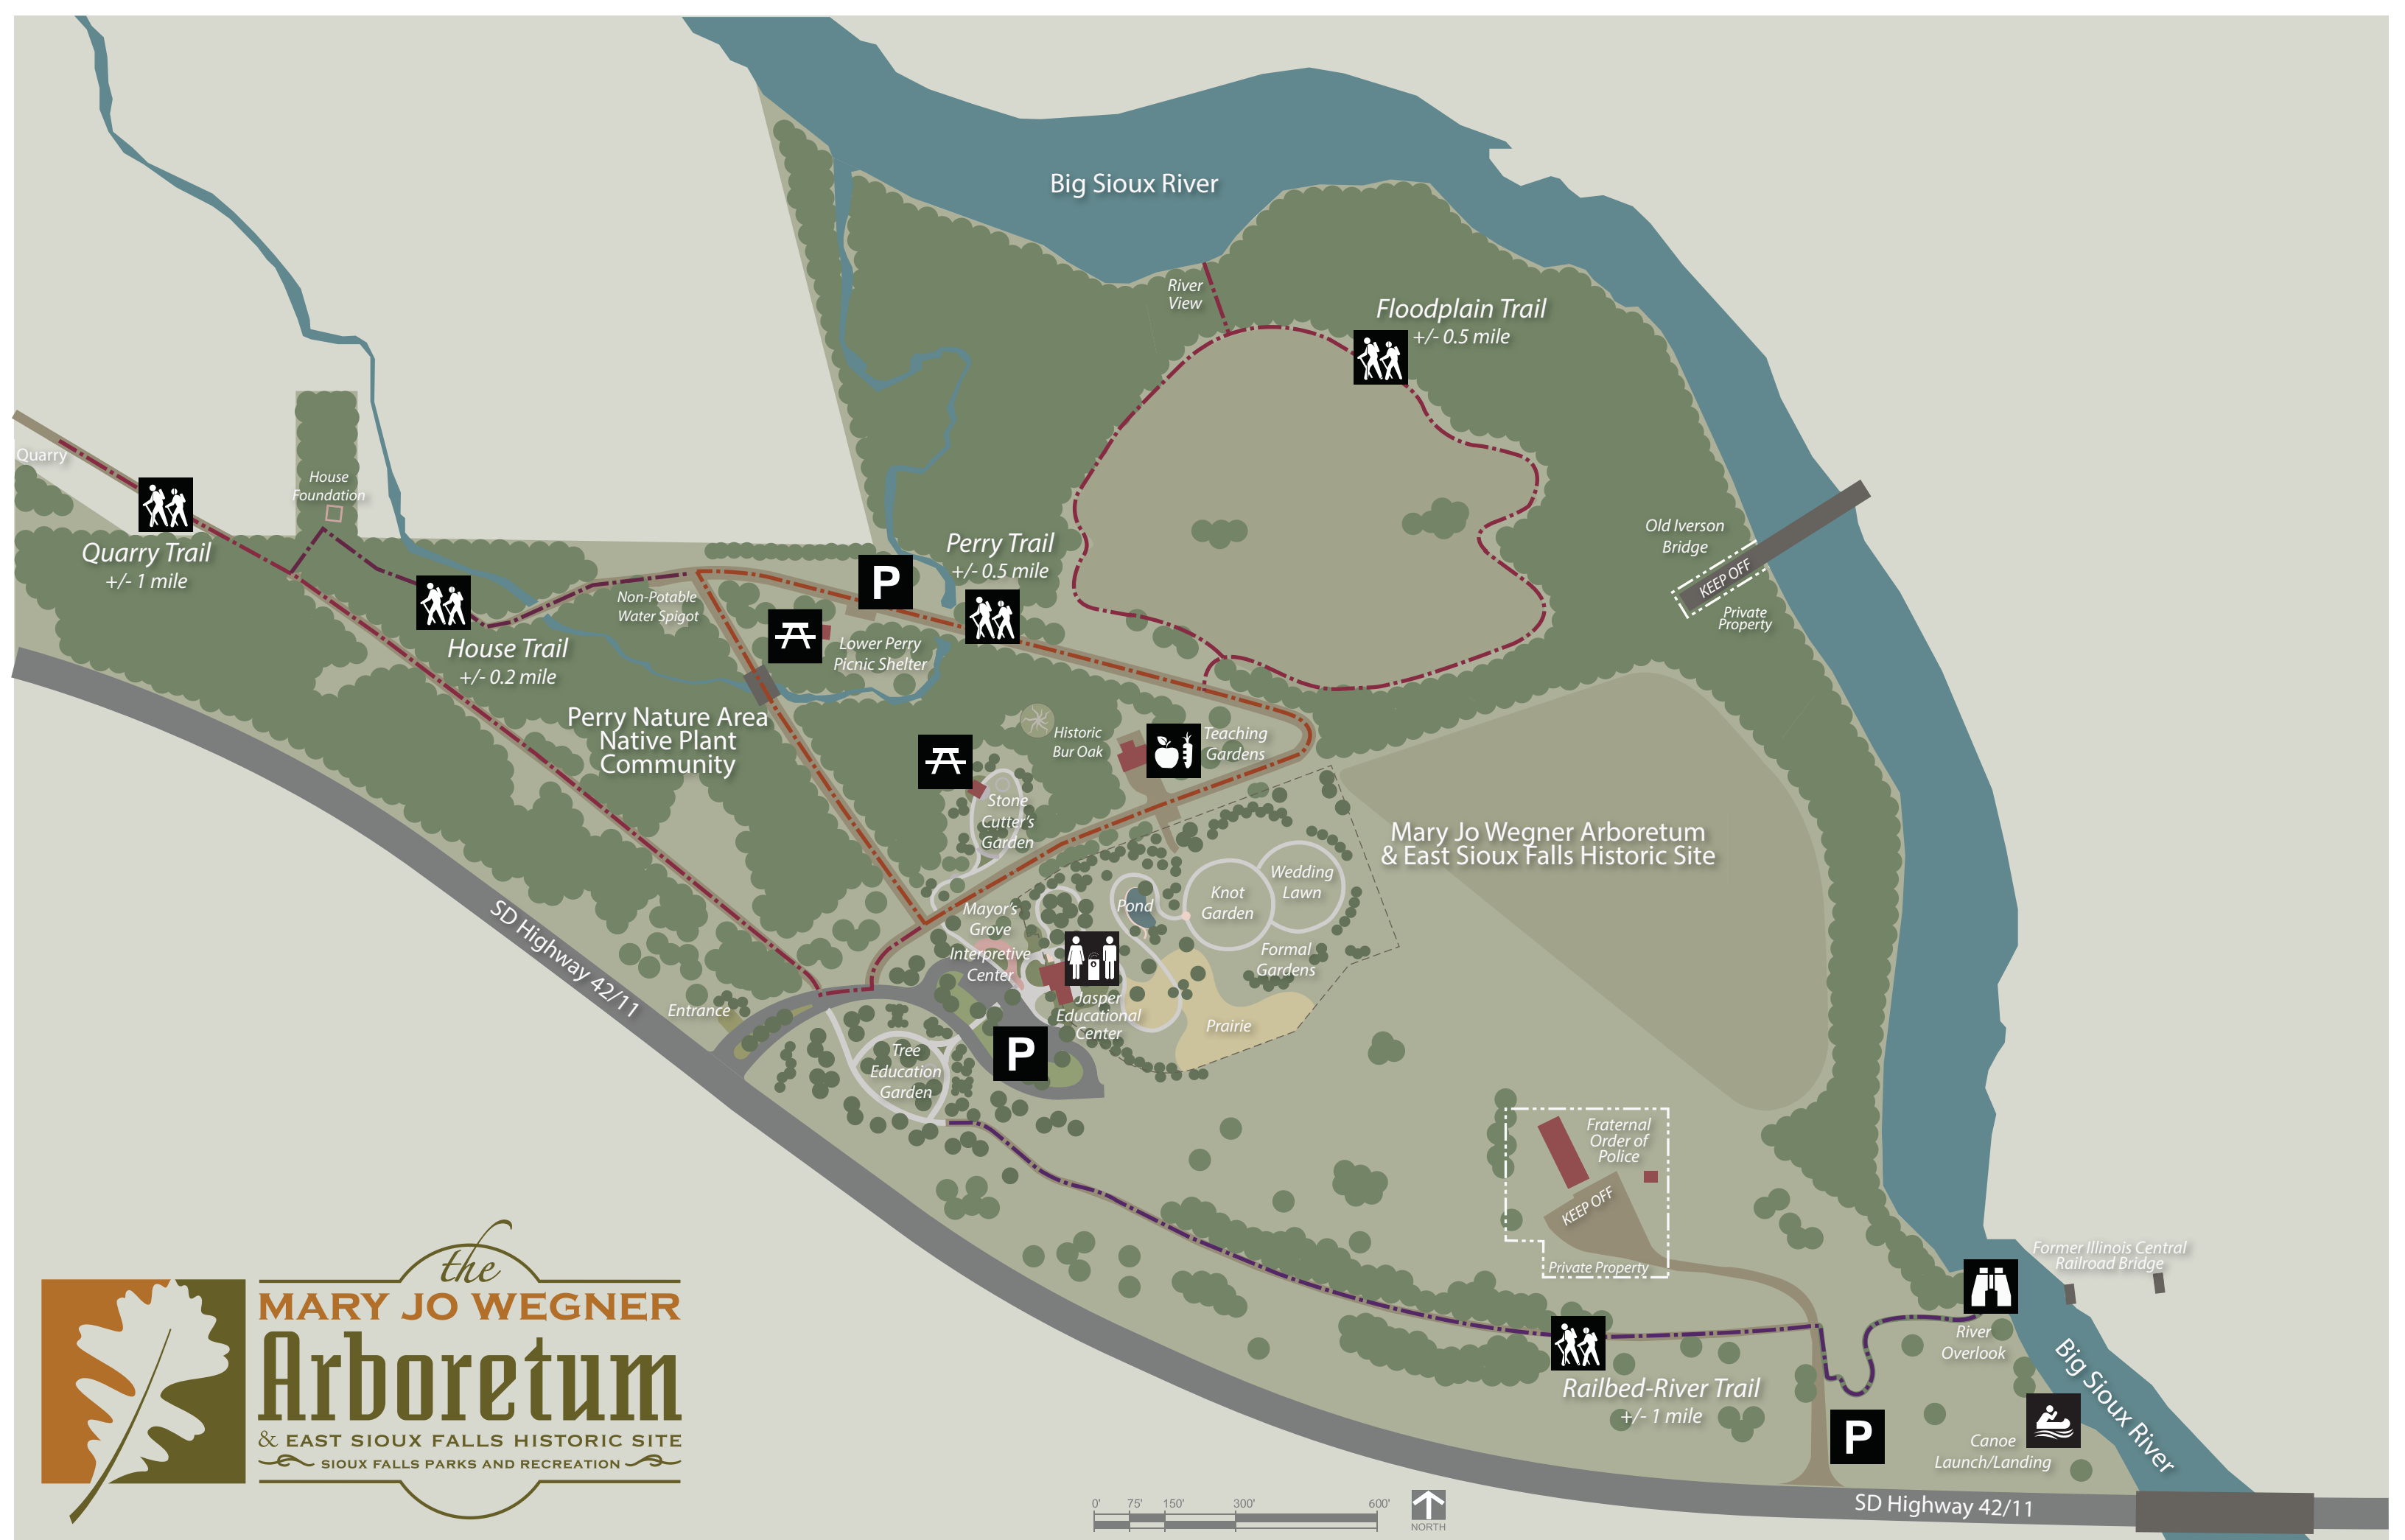 Big Sioux River
River
View
Floodplain Trail
+/- 0.5 mile
Quarry
House
Foundation
Quarry Trail
+/- 1 mile
Old Iverson
Bridge
KEEP OFF
Private
Property
Perry Trail
+/- 0.5 mile
P
Non-Potable
Water Spigot
House Trail
+/- 0.2 mile
Lower Perry
Picnic Shelter
Perry Nature Area
Native Plant
Community
Historic
Bur Oak
Teaching
Gardens
Stone
Cutter's
Garden
Mary Jo Wegner Arboretum
& East Sioux Falls Historic Site
Wedding
Lawn
Knot
Garden
Pond
Mayor's
Grove
Interpretive
Center
Formal
Gardens
SD Highway 42/11
Entrance
Jasper
Educational
Center
Prairie
P
Tree
Education
Garden
Fraternal
Order of
Police
KEEP OFF
Private Property
Former Illinois Central
Railroad Bridge
River
Overlook
Big Sioux River
Railbed-River Trail
+/- 1 mile
P
Canoe
Launch/Landing
SD Highway 42/11
the
MARY JO WEGNER
Arboretum
& EAST SIOUX FALLS HISTORIC SITE
SIOUX FALLS PARKS AND RECREATION
0' 75' 150' 300' 600'
NORTH